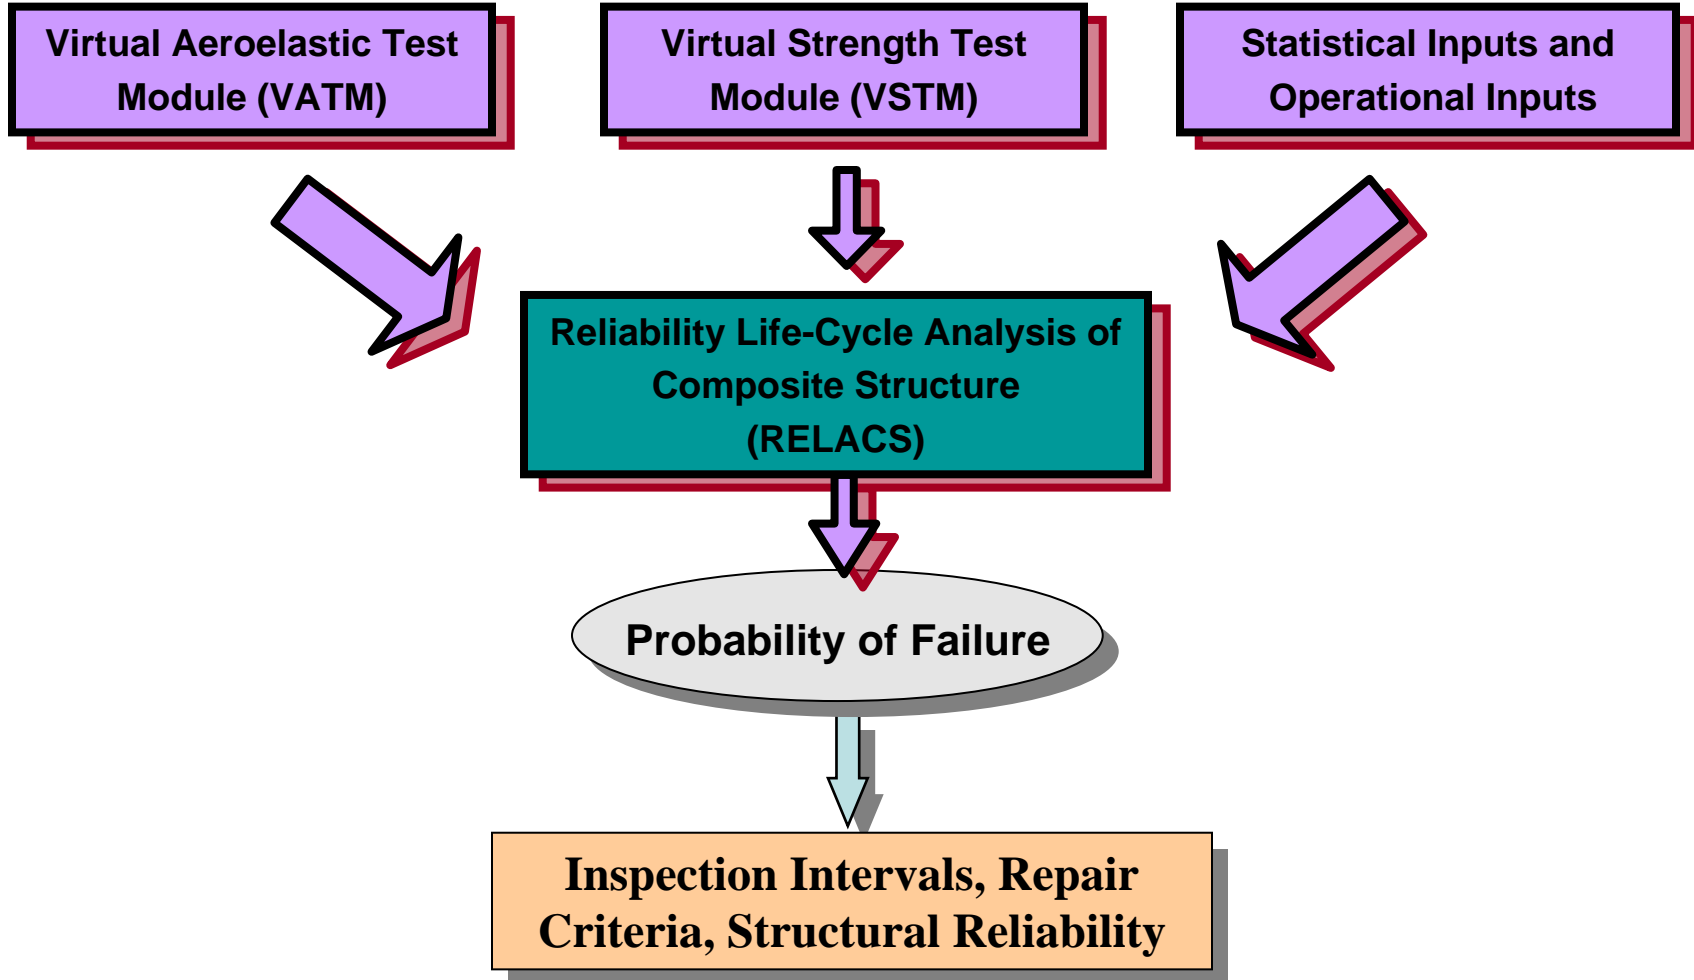 Virtual Aeroelastic Test
Module (VATM)
Virtual Strength Test
Module (VSTM)
Statistical Inputs and
Operational Inputs
Reliability Life-Cycle Analysis of
Composite Structure
(RELACS)
Probability of Failure
Inspection Intervals, Repair
Criteria, Structural Reliability